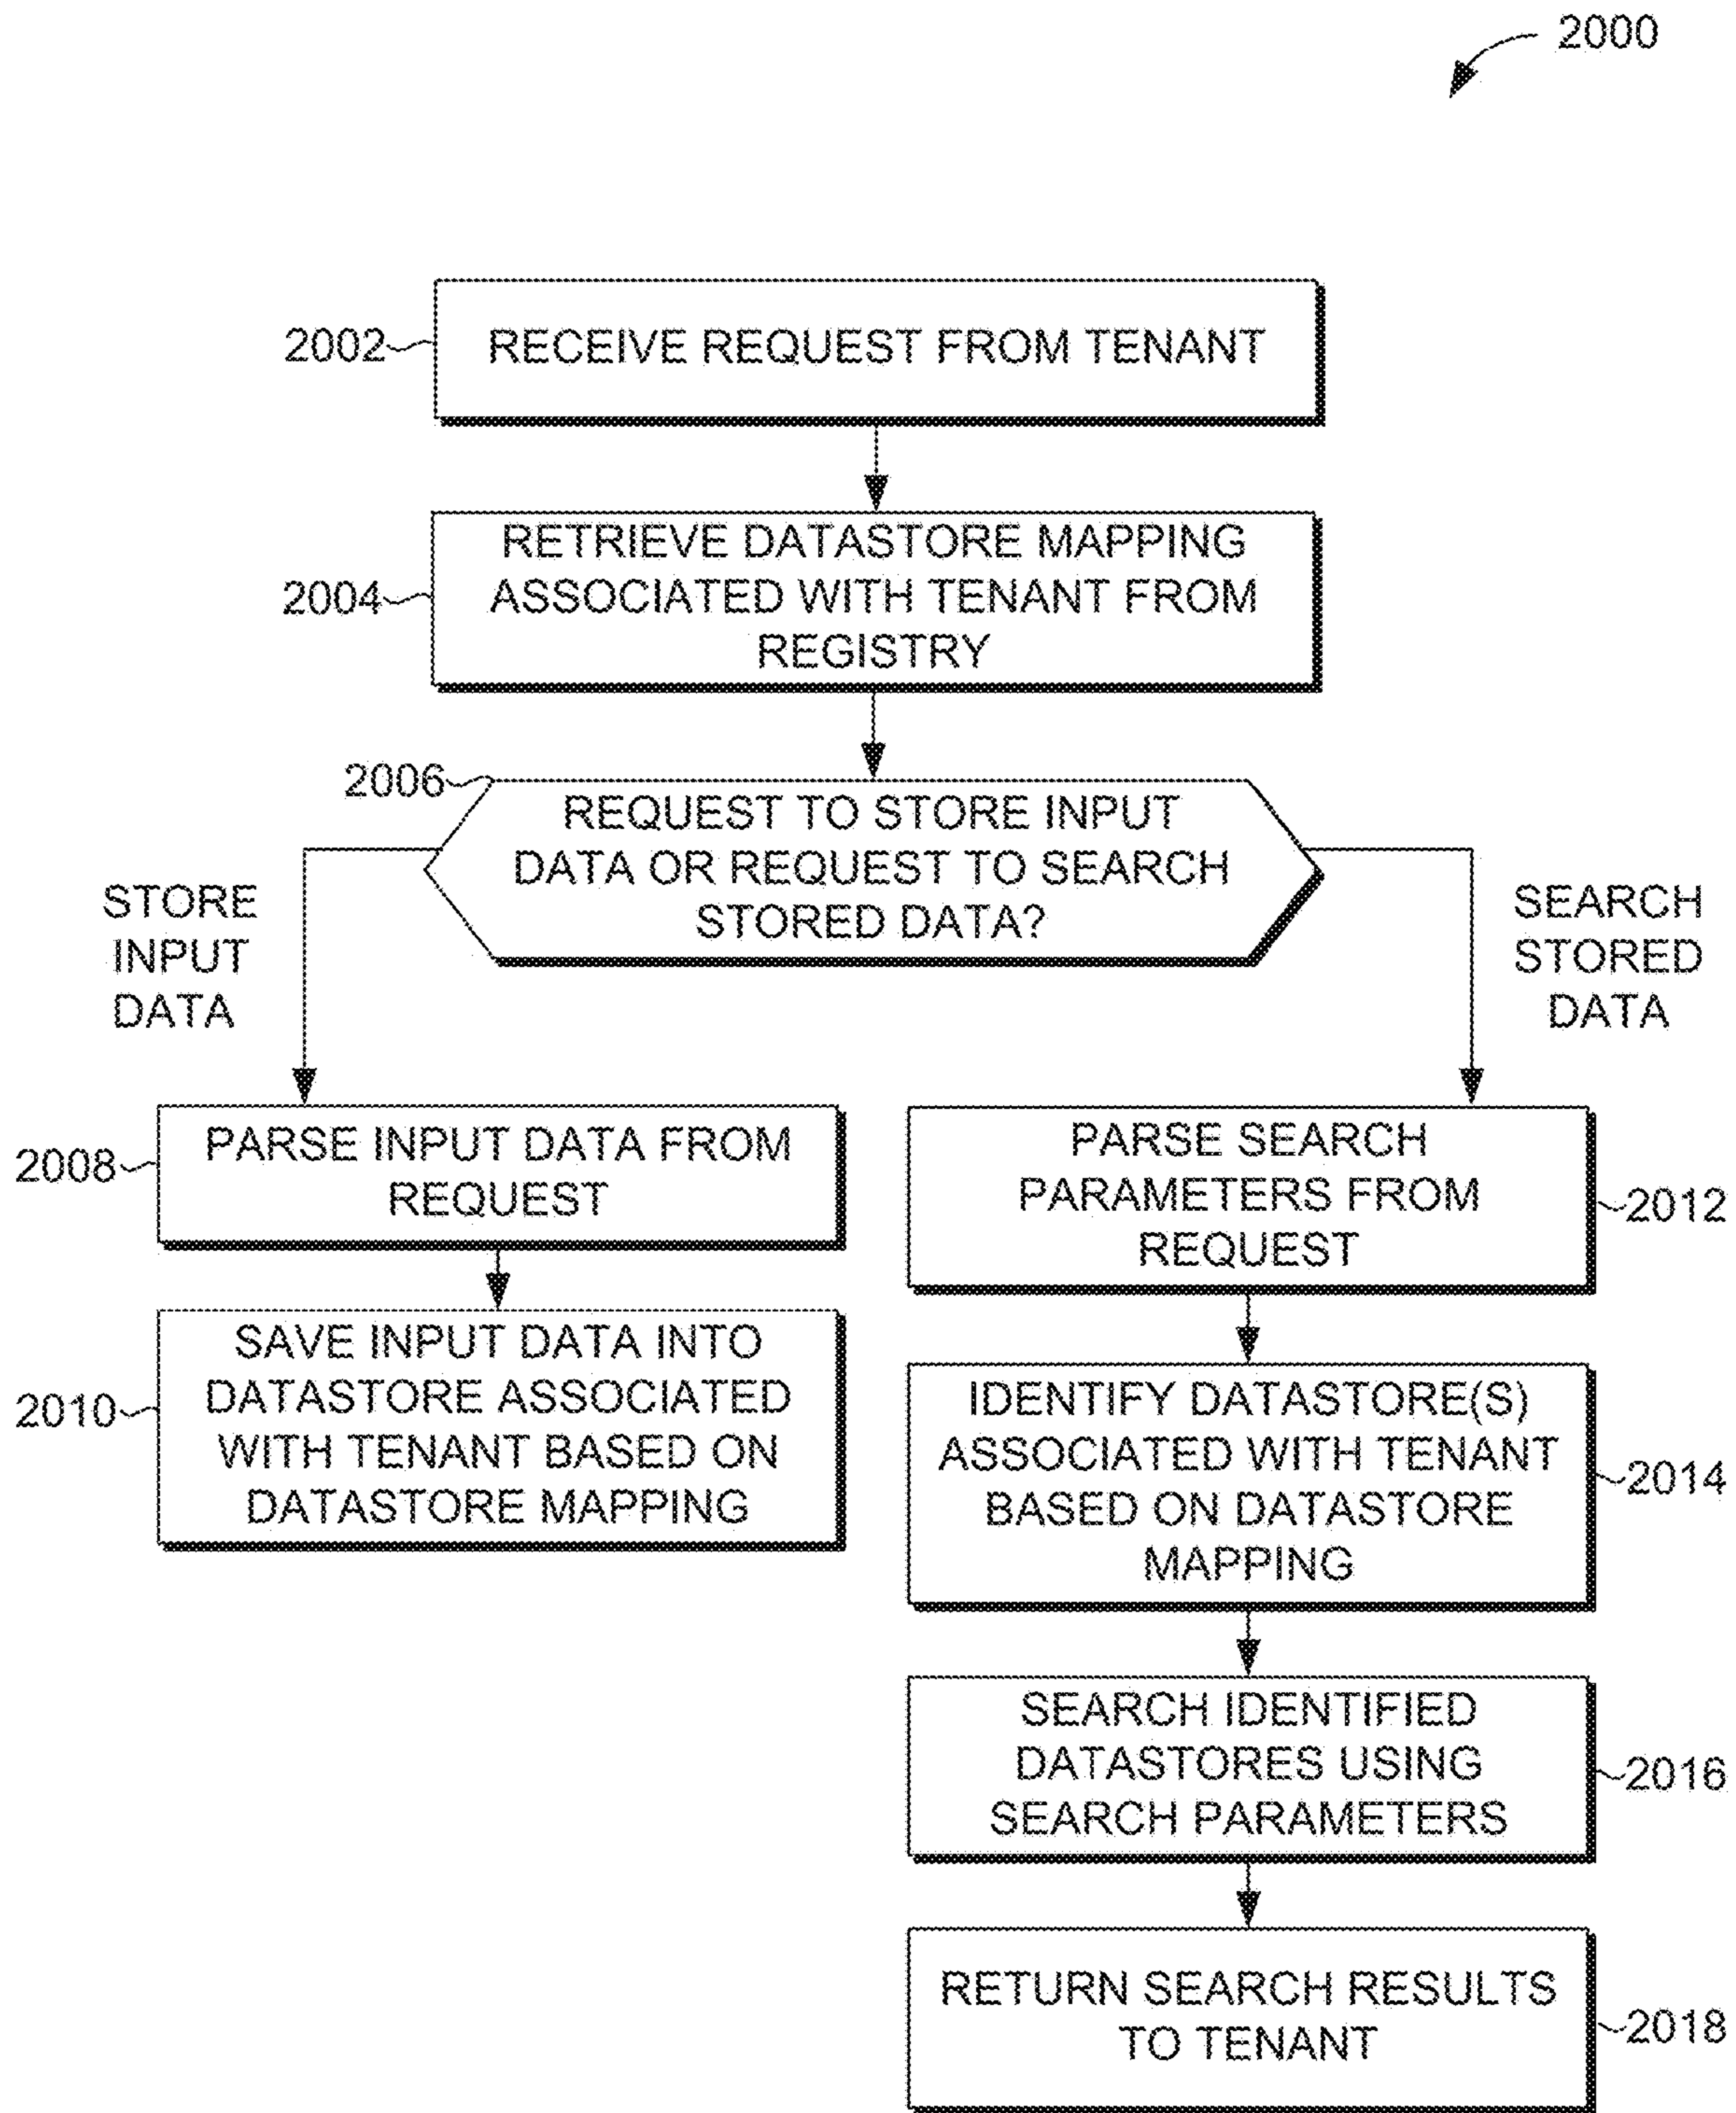 2000
2002
RECEIVE REQUEST FROM TENANT
2004
RETRIEVE DATASTORE MAPPING
ASSOCIATED WITH TENANT FROM
REGISTRY
2006
REQUEST TO STORE INPUT
DATA OR REQUEST TO SEARCH
STORED DATA?
STORE
INPUT
DATA
SEARCH
STORED
DATA
2008
PARSE INPUT DATA FROM
REQUEST
2010
SAVE INPUT DATA INTO
DATASTORE ASSOCIATED
WITH TENANT BASED ON
DATASTORE MAPPING
PARSE SEARCH
PARAMETERS FROM
REQUEST
2012
IDENTIFY DATASTORE(S)
ASSOCIATED WITH TENANT
BASED ON DATASTORE
MAPPING
2014
SEARCH IDENTIFIED
DATASTORES USING
SEARCH PARAMETERS
2016
RETURN SEARCH RESULTS
TO TENANT
2018